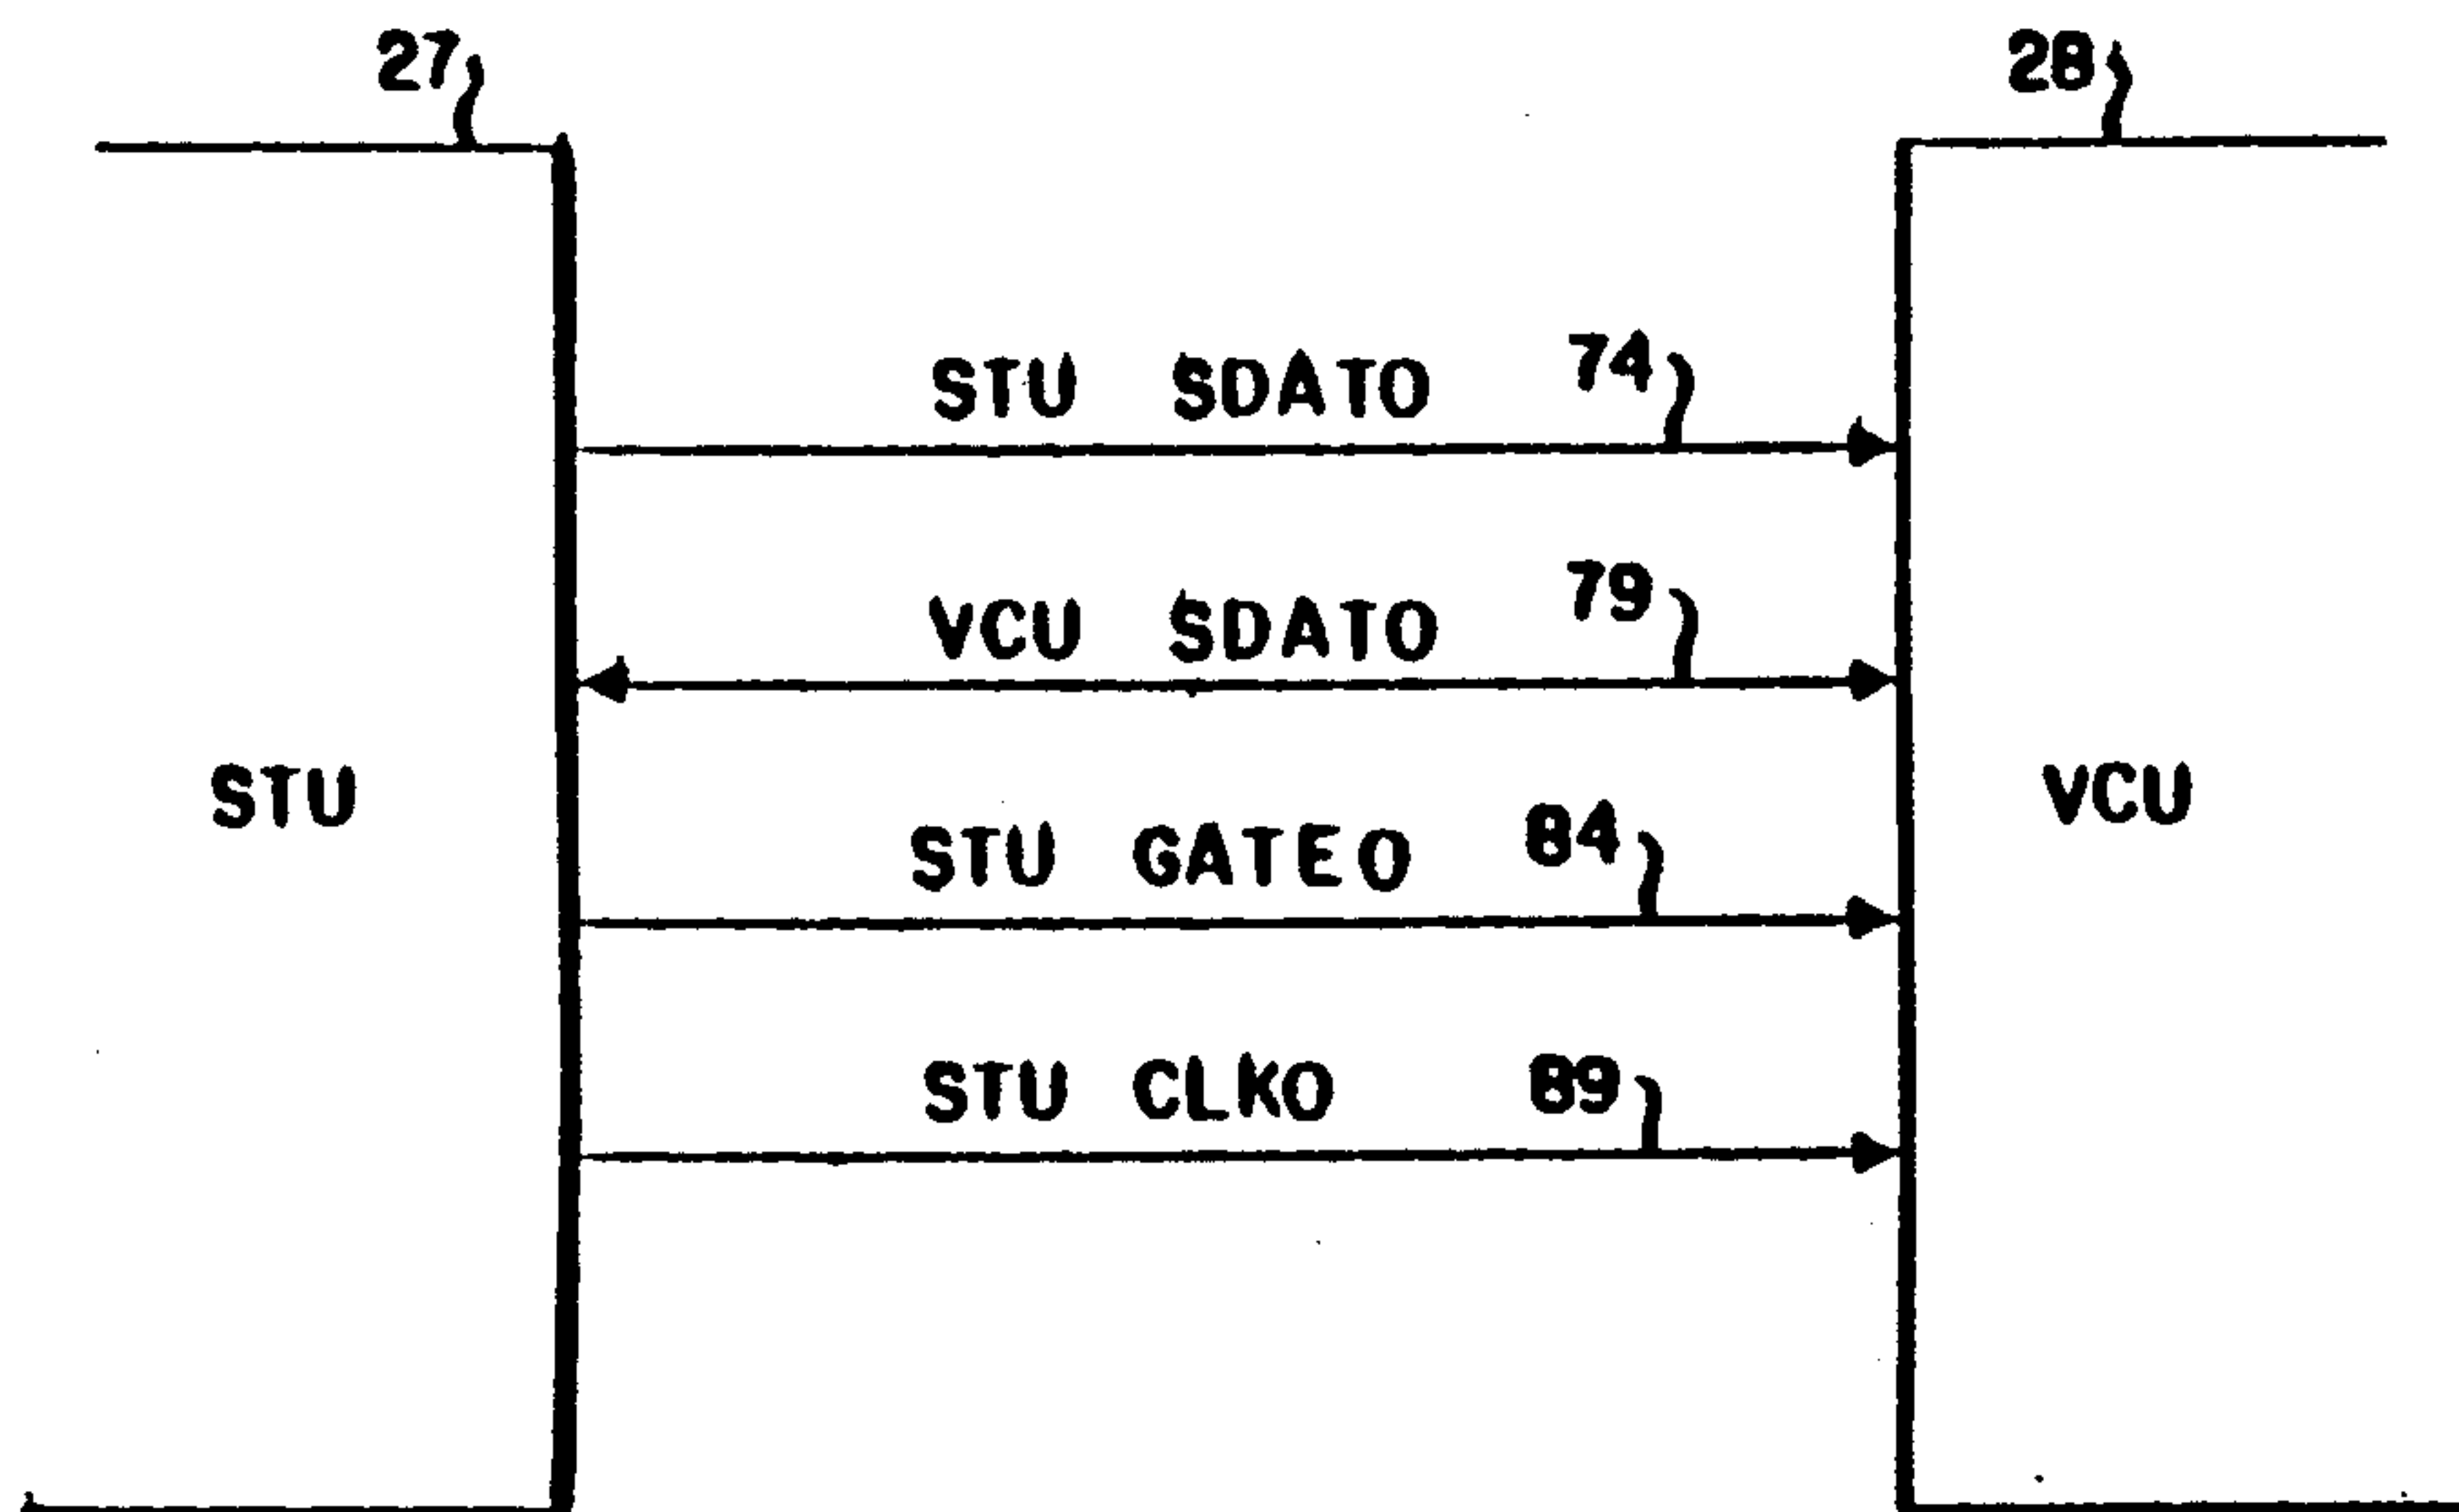 27
28
STU SDATO 74
VCU SDATO 79
STU VCU
STU GATEO 84
STU CLKO 89